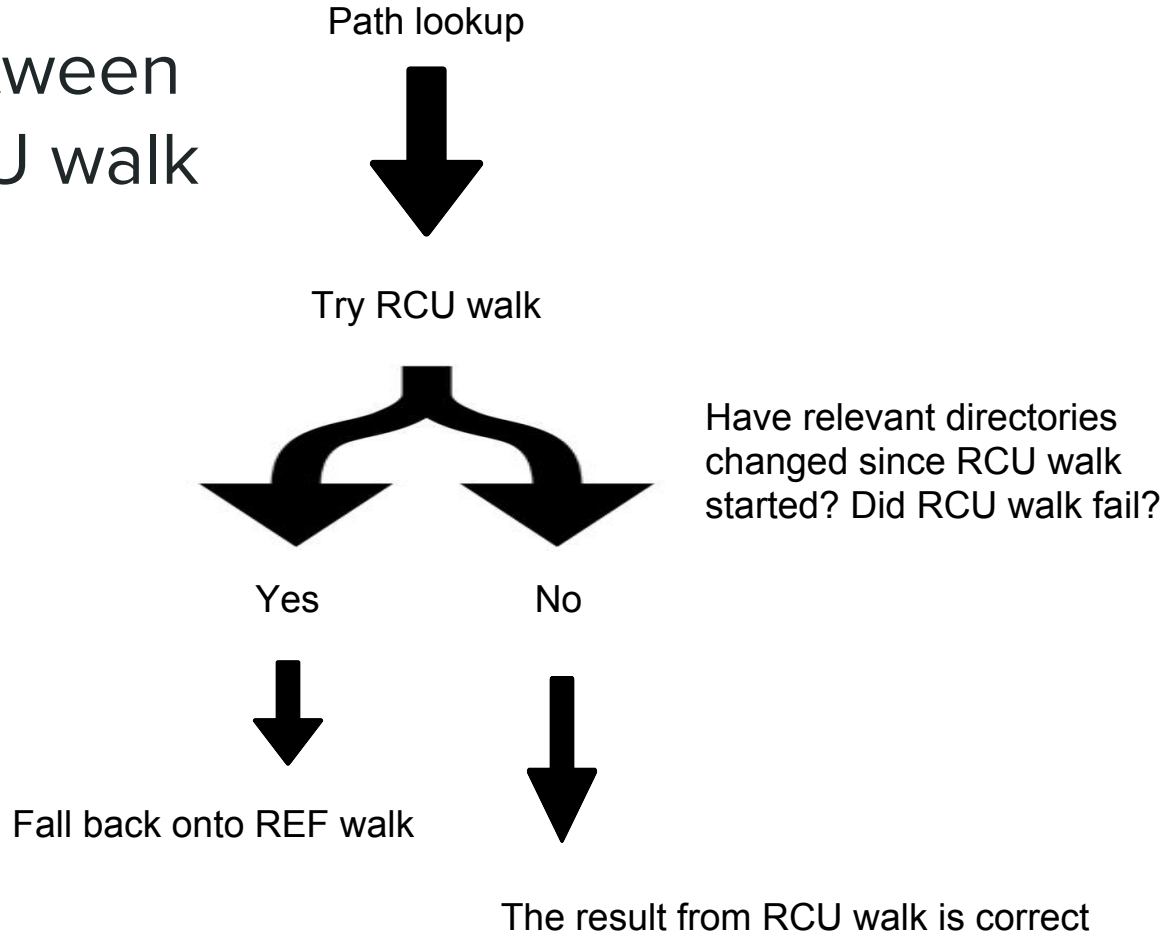 Path lookup
U walk
Try RCU walk
Have relevant directories
changed since RCU walk
started? Did RCU walk fail?
Yes
No
Fall back onto REF walk
The result from RCU walk is correct